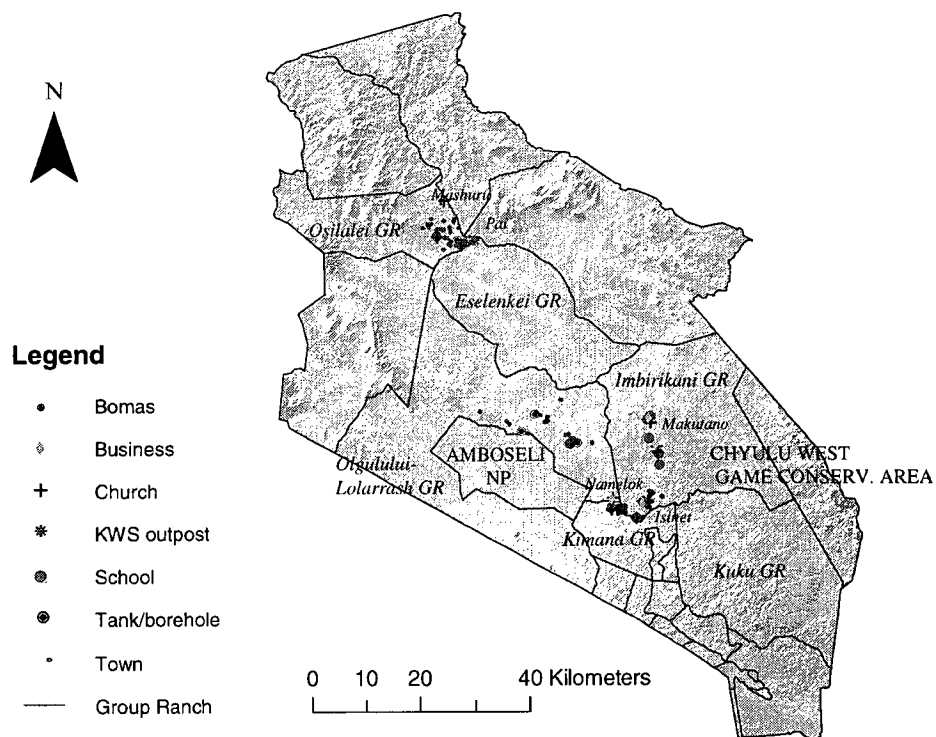 N
Mashuru
Pai
Osilalei GR
Eselenkei GR
Legend
Imbirikani GR
Bomas
Makutano
Business
AMBOSELI
NP
CHYULU WEST
GAME CONSERV. AREA
Olgulului-
Lolarrash GR
Church
Namelok
KWS outpost
Isinet
Kimana GR
School
Kuku GR
Tank/borehole
Town
0 10 20 40 Kilometers
Group Ranch